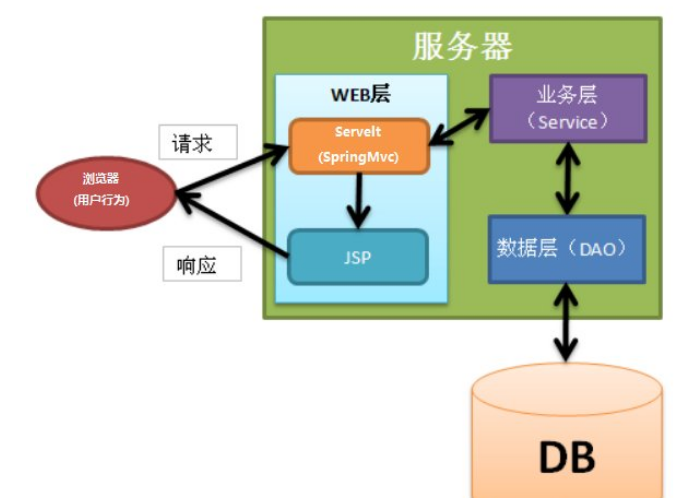 服务器
WEB层
Servelt
(SpringMvc)
JSP
业务层
（Service）
数据层（DAO）
请求
响应
浏览器
(用户行为)
DB